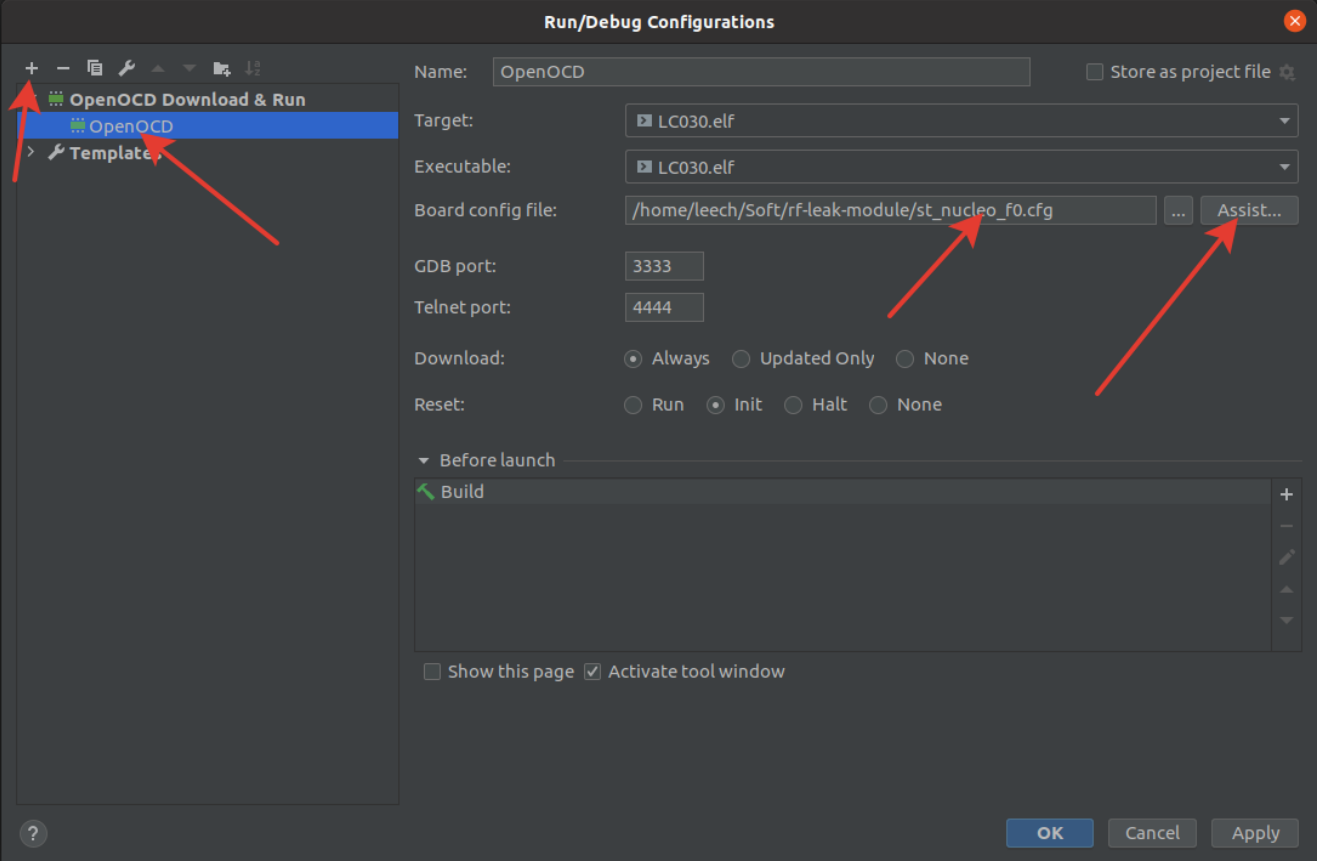 Run/Debug Configurations
Name: OpenOCD Store as project file
OpenOCD Download & Run
OpenOCD
Templates
Target: LC030.elf
Executable: LC030.elf
Board config file: /home/leech/Soft/rf-leak-module/st_nucleo_f0.cfg ... Assist...
GDB port: 3333
Telnet port: 4444
Download: Always Updated Only None
Reset: Run Init Halt None
Before launch
Build
Show this page Activate tool window
? OK Cancel Apply